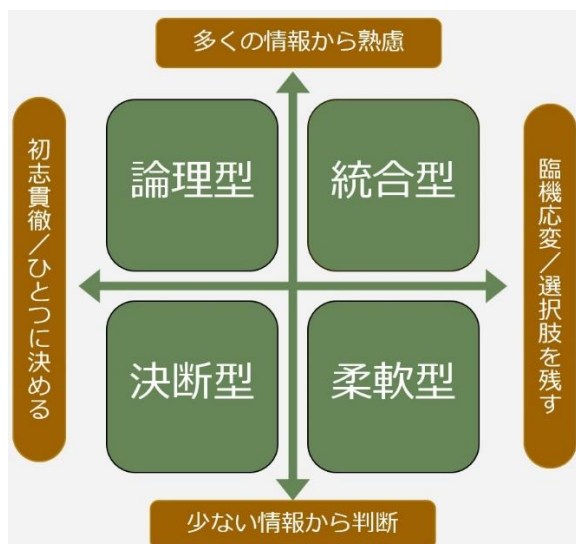 多くの情報から熟慮
初志貫徹／ひとつに決める
論理型
統合型
臨機応変／選択肢を残す
決断型
柔軟型
少ない情報から判断